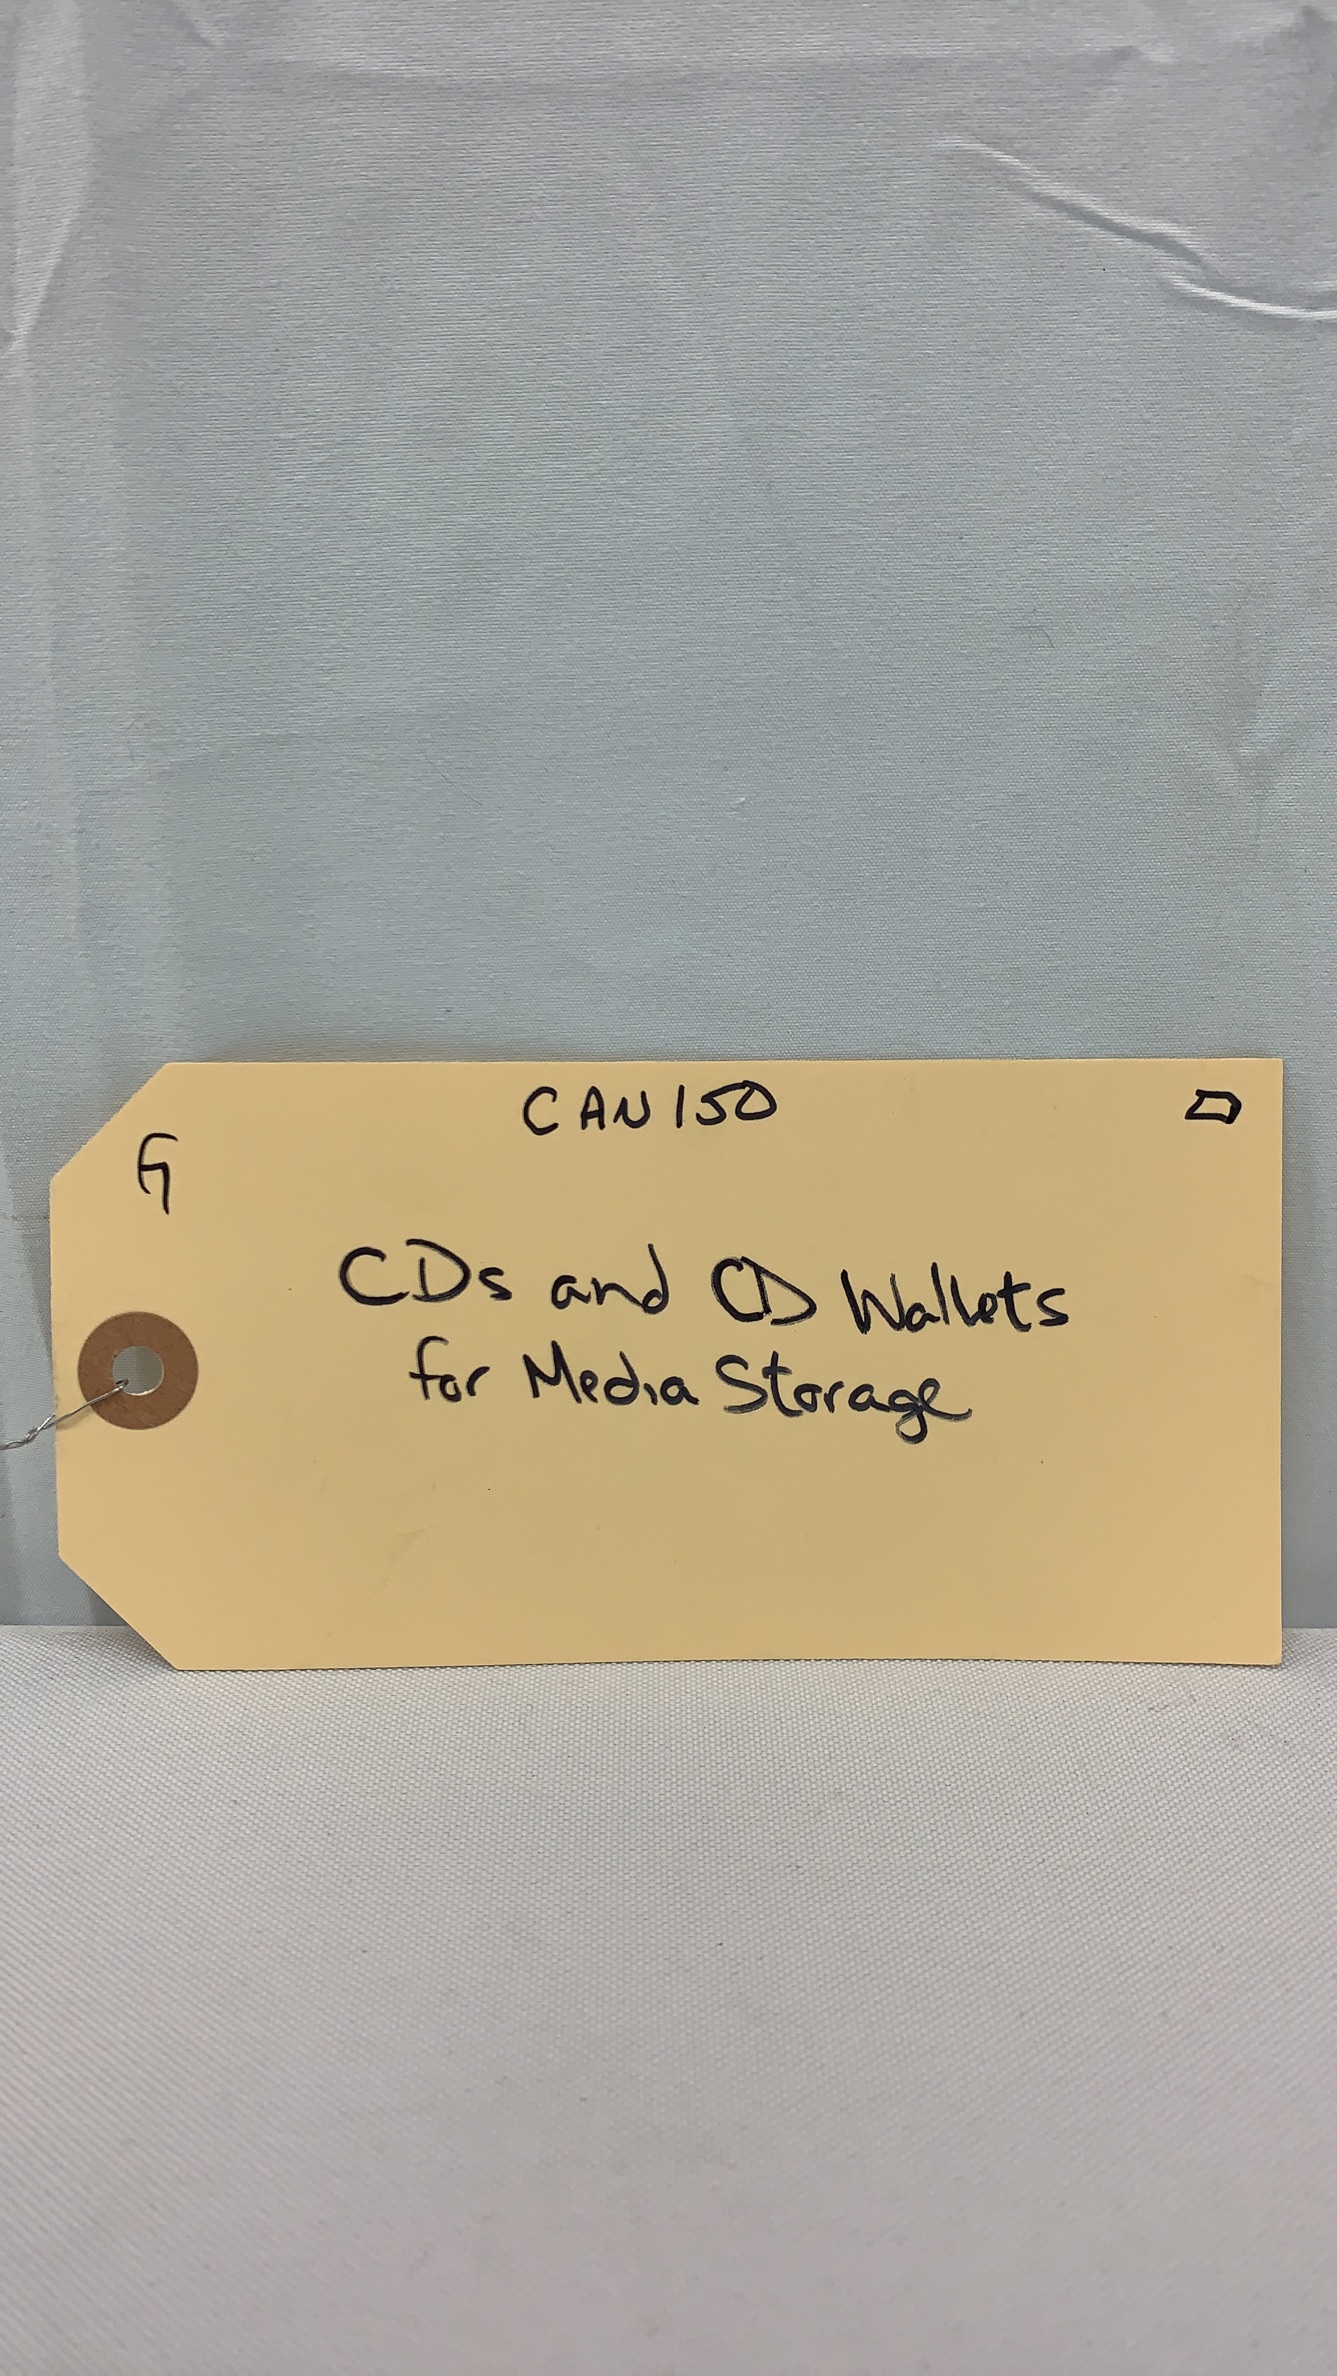 CAN150
G
CDs and CD Wallets
for Media Storage